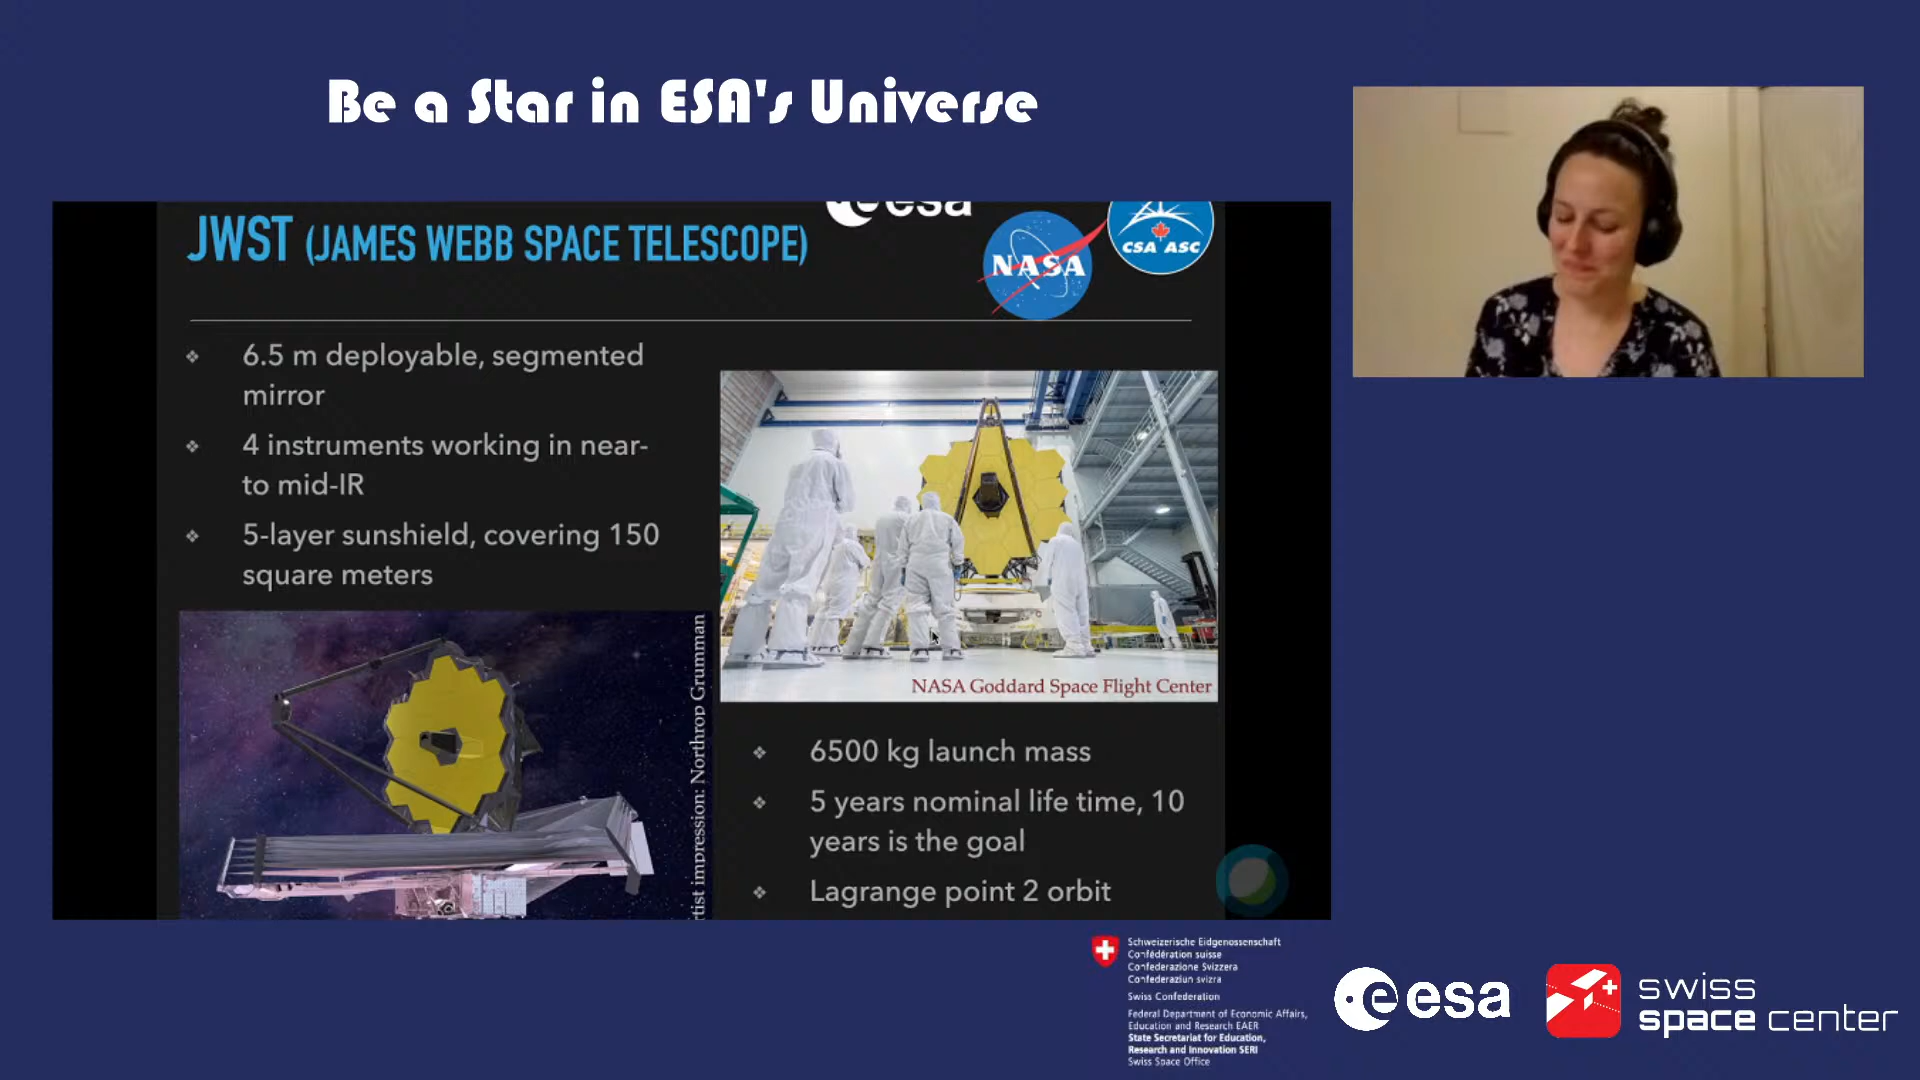 Be a Star in ESA's Universe
esa
JWST (JAMES WEBB SPACE TELESCOPE)
NASA
CSA ASC
❖ 6.5 m deployable, segmented
mirror
❖ 4 instruments working in near-
to mid-IR
❖ 5-layer sunshield, covering 150
square meters
NASA Goddard Space Flight Center
tist impression: Northrop Grumman
❖ 6500 kg launch mass
❖ 5 years nominal life time, 10
years is the goal
❖ Lagrange point 2 orbit
Schweizerische Eidgenossenschaft
Confédération suisse
Confederazione Svizzera
Confederaziun svizra
Swiss Confederation
Federal Department of Economic Affairs,
Education and Research EAER
State Secretariat for Education,
Research and Innovation SERI
Swiss Space Office
esa
swiss
space center